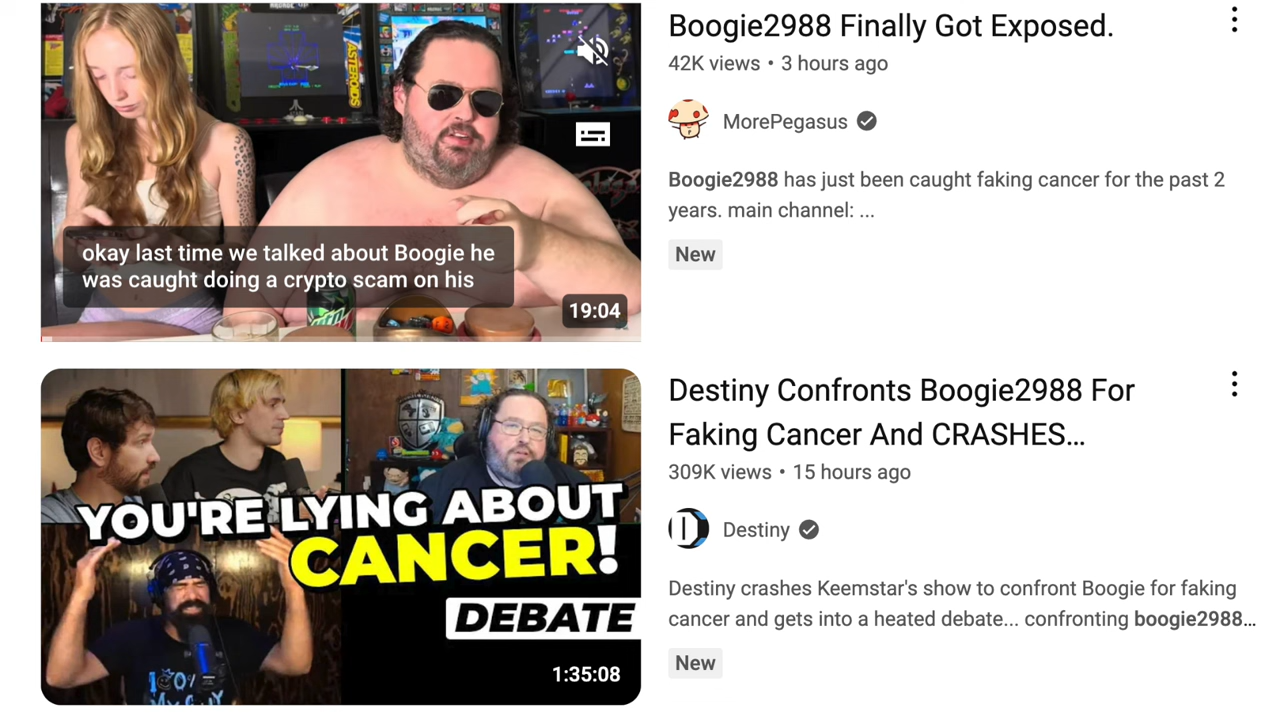 Boogie2988 Finally Got Exposed.
42K views • 3 hours ago
MorePegasus
Boogie2988 has just been caught faking cancer for the past 2
years. main channel: ...
New
ASTEROIDS
okay last time we talked about Boogie he
was caught doing a crypto scam on his
19:04
Destiny Confronts Boogie2988 For
Faking Cancer And CRASHES...
309K views • 15 hours ago
Destiny
Destiny crashes Keemstar's show to confront Boogie for faking
cancer and gets into a heated debate... confronting boogie2988...
New
YOU'RE LYING ABOUT
CANCER!
DEBATE
100%
MY GUY
1:35:08